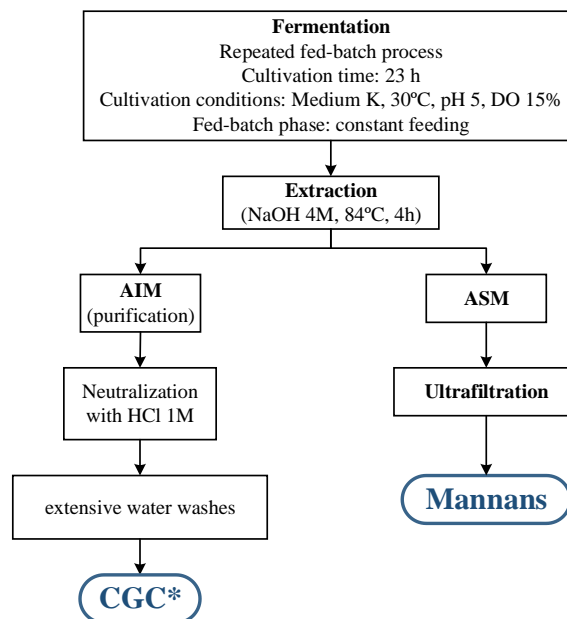 Fermentation
Repeated fed-batch process
Cultivation time: 23 h
Cultivation conditions: Medium K, 30ºC, pH 5, DO 15%
Fed-batch phase: constant feeding
Extraction
(NaOH 4M, 84ºC, 4h)
AIM
(purification)
ASM
Neutralization
with HCl 1M
Ultrafiltration
extensive water washes
Mannans
CGC*